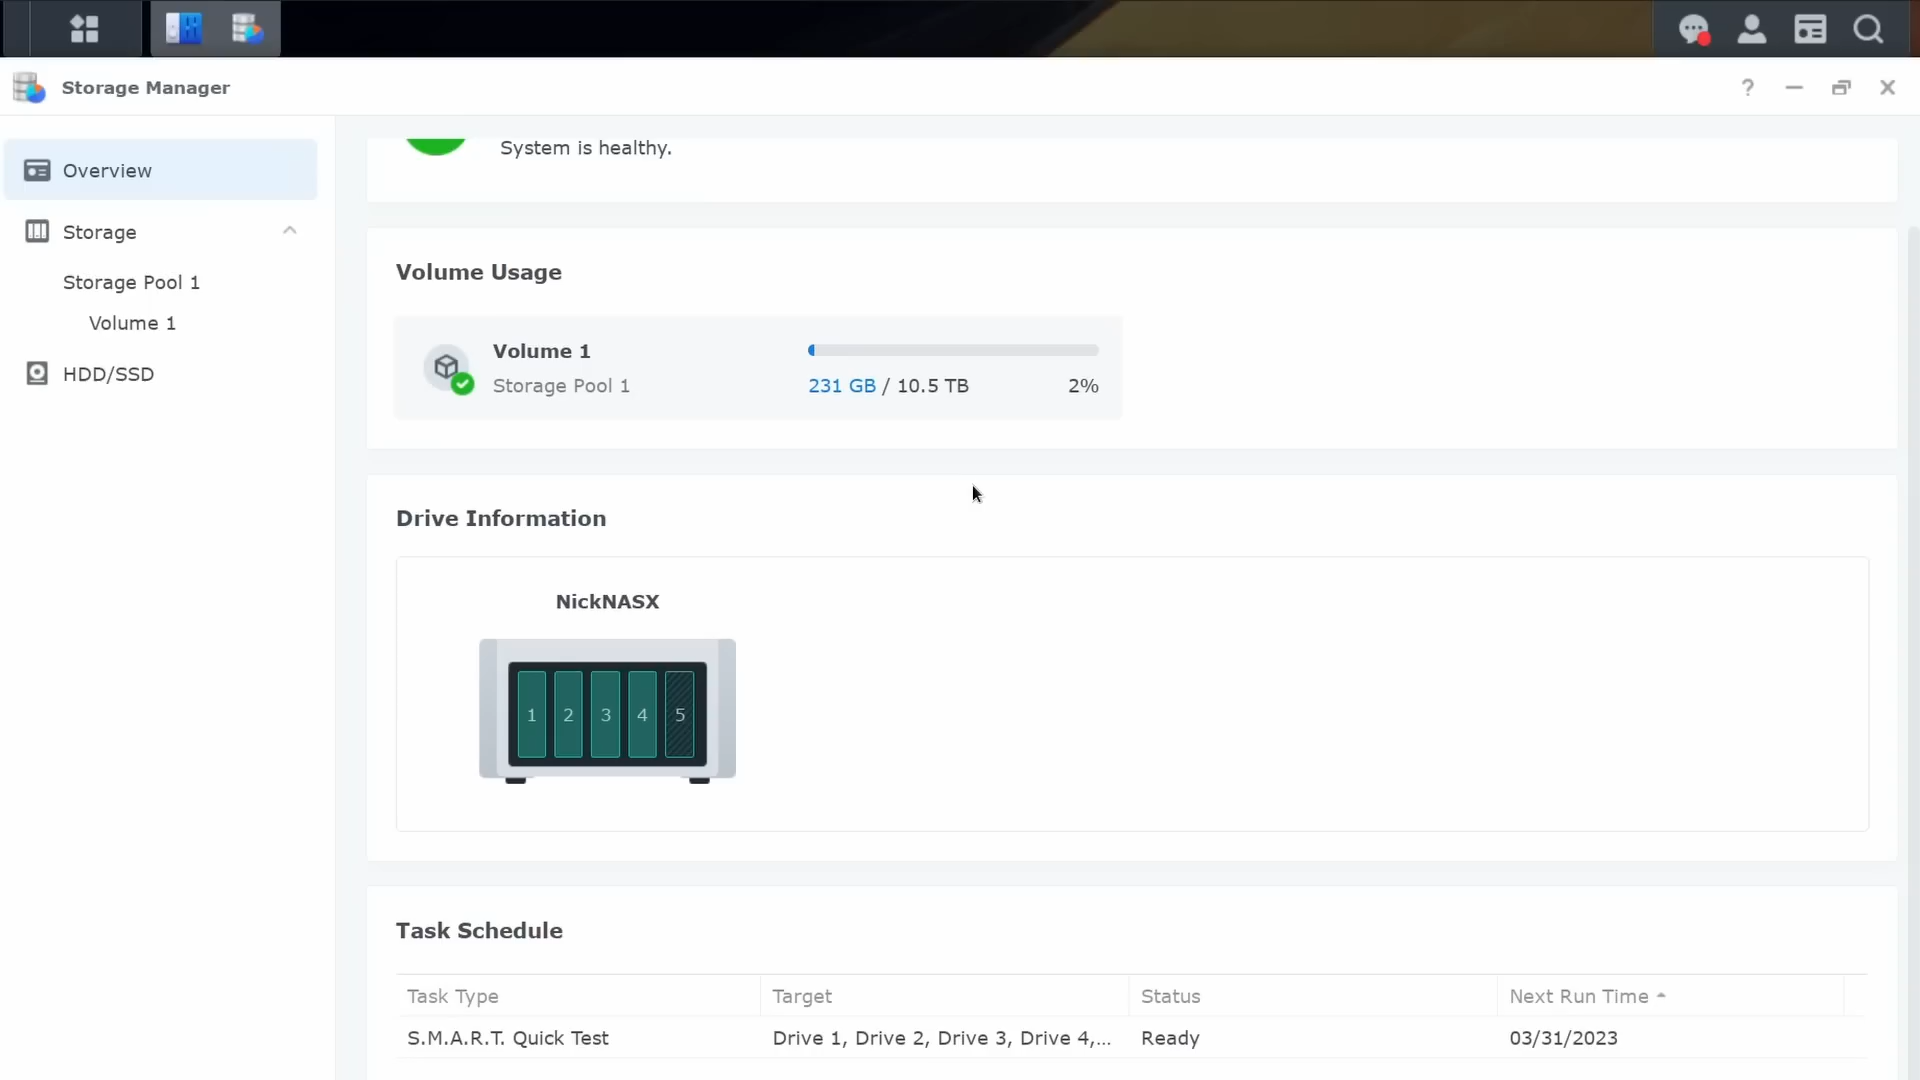 Storage Manager
?
Overview
Storage
Storage Pool 1
Volume 1
HDD/SSD
System is healthy.
Volume Usage
Volume 1
Storage Pool 1
231 GB / 10.5 TB 2%
Drive Information
NickNASX
1 2 3 4 5
Task Schedule
Task Type Target Status Next Run Time
S.M.A.R.T. Quick Test Drive 1, Drive 2, Drive 3, Drive 4,... Ready 03/31/2023